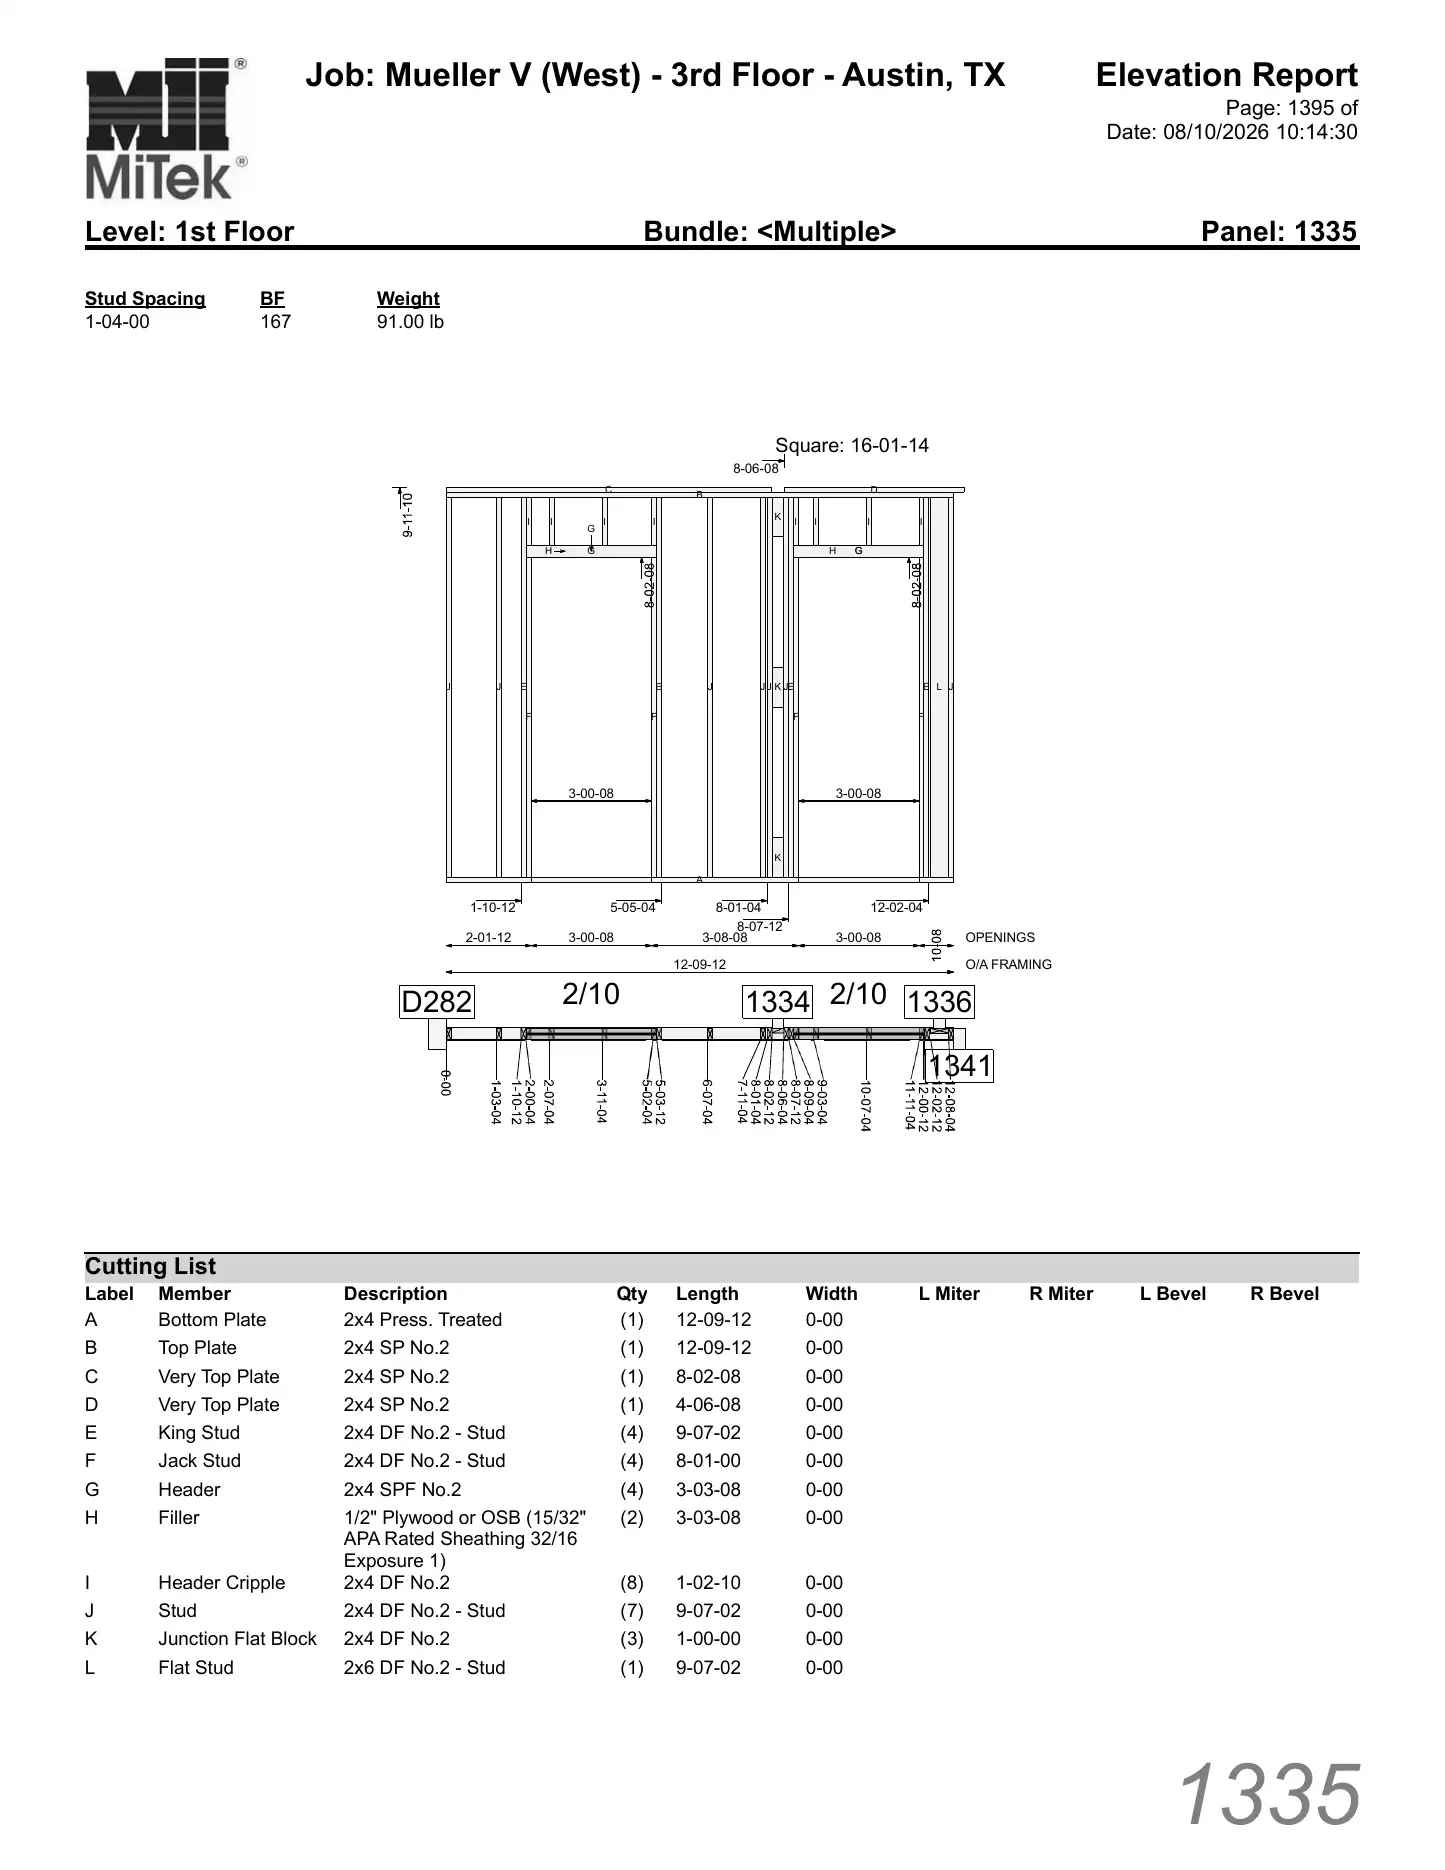 Job: Mueller V (West) - 3rd Floor - Austin, TX
Elevation Report
Page: 1395 of
Date: 08/10/2026 10:14:30
MiTek®
Level: 1st Floor
Bundle: <Multiple>
Panel: 1335
Stud Spacing BF Weight
1-04-00 167 91.00 lb
Square: 16-01-14
8-06-08
9-11-10
C B D
I I I I K I I I I
G
H G H G
8-02-08 8-02-08
J J E E J J J K J E E L J
F F F F
3-00-08 3-00-08
K
A
1-10-12 5-05-04 8-01-04 12-02-04
8-07-12
2-01-12 3-00-08 3-08-08 3-00-08 10-08 OPENINGS
12-09-12 O/A FRAMING
D282 2/10 1334 2/10 1336
1341
0-00 1-03-04 1-10-12 2-00-04 2-07-04 3-11-04 5-02-04 5-03-12 6-07-04 7-11-04 8-01-04 8-02-12 8-06-04 8-07-12 8-09-04 9-03-04 10-07-04 11-11-04 12-00-12 12-02-12 12-08-04
Cutting List
Label Member Description Qty Length Width L Miter R Miter L Bevel R Bevel
A Bottom Plate 2x4 Press. Treated (1) 12-09-12 0-00
B Top Plate 2x4 SP No.2 (1) 12-09-12 0-00
C Very Top Plate 2x4 SP No.2 (1) 8-02-08 0-00
D Very Top Plate 2x4 SP No.2 (1) 4-06-08 0-00
E King Stud 2x4 DF No.2 - Stud (4) 9-07-02 0-00
F Jack Stud 2x4 DF No.2 - Stud (4) 8-01-00 0-00
G Header 2x4 SPF No.2 (4) 3-03-08 0-00
H Filler 1/2" Plywood or OSB (15/32" (2) 3-03-08 0-00
APA Rated Sheathing 32/16
Exposure 1)
I Header Cripple 2x4 DF No.2 (8) 1-02-10 0-00
J Stud 2x4 DF No.2 - Stud (7) 9-07-02 0-00
K Junction Flat Block 2x4 DF No.2 (3) 1-00-00 0-00
L Flat Stud 2x6 DF No.2 - Stud (1) 9-07-02 0-00
1335